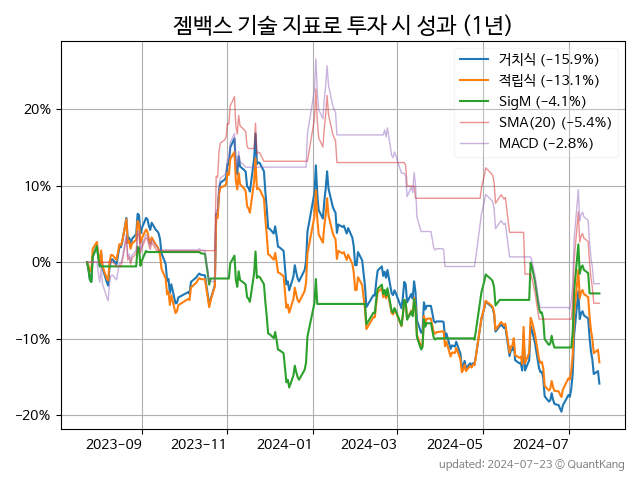 젬백스 기술 지표로 투자 시 성과 (1년)
거치식 (-15.9%)
적립식 (-13.1%)
SigM (-4.1%)
SMA(20) (-5.4%)
MACD (-2.8%)
20%
10%
0%
-10%
-20%
2023-09
2023-11
2024-01
2024-03
2024-05
2024-07
updated: 2024-07-23 © QuantKang